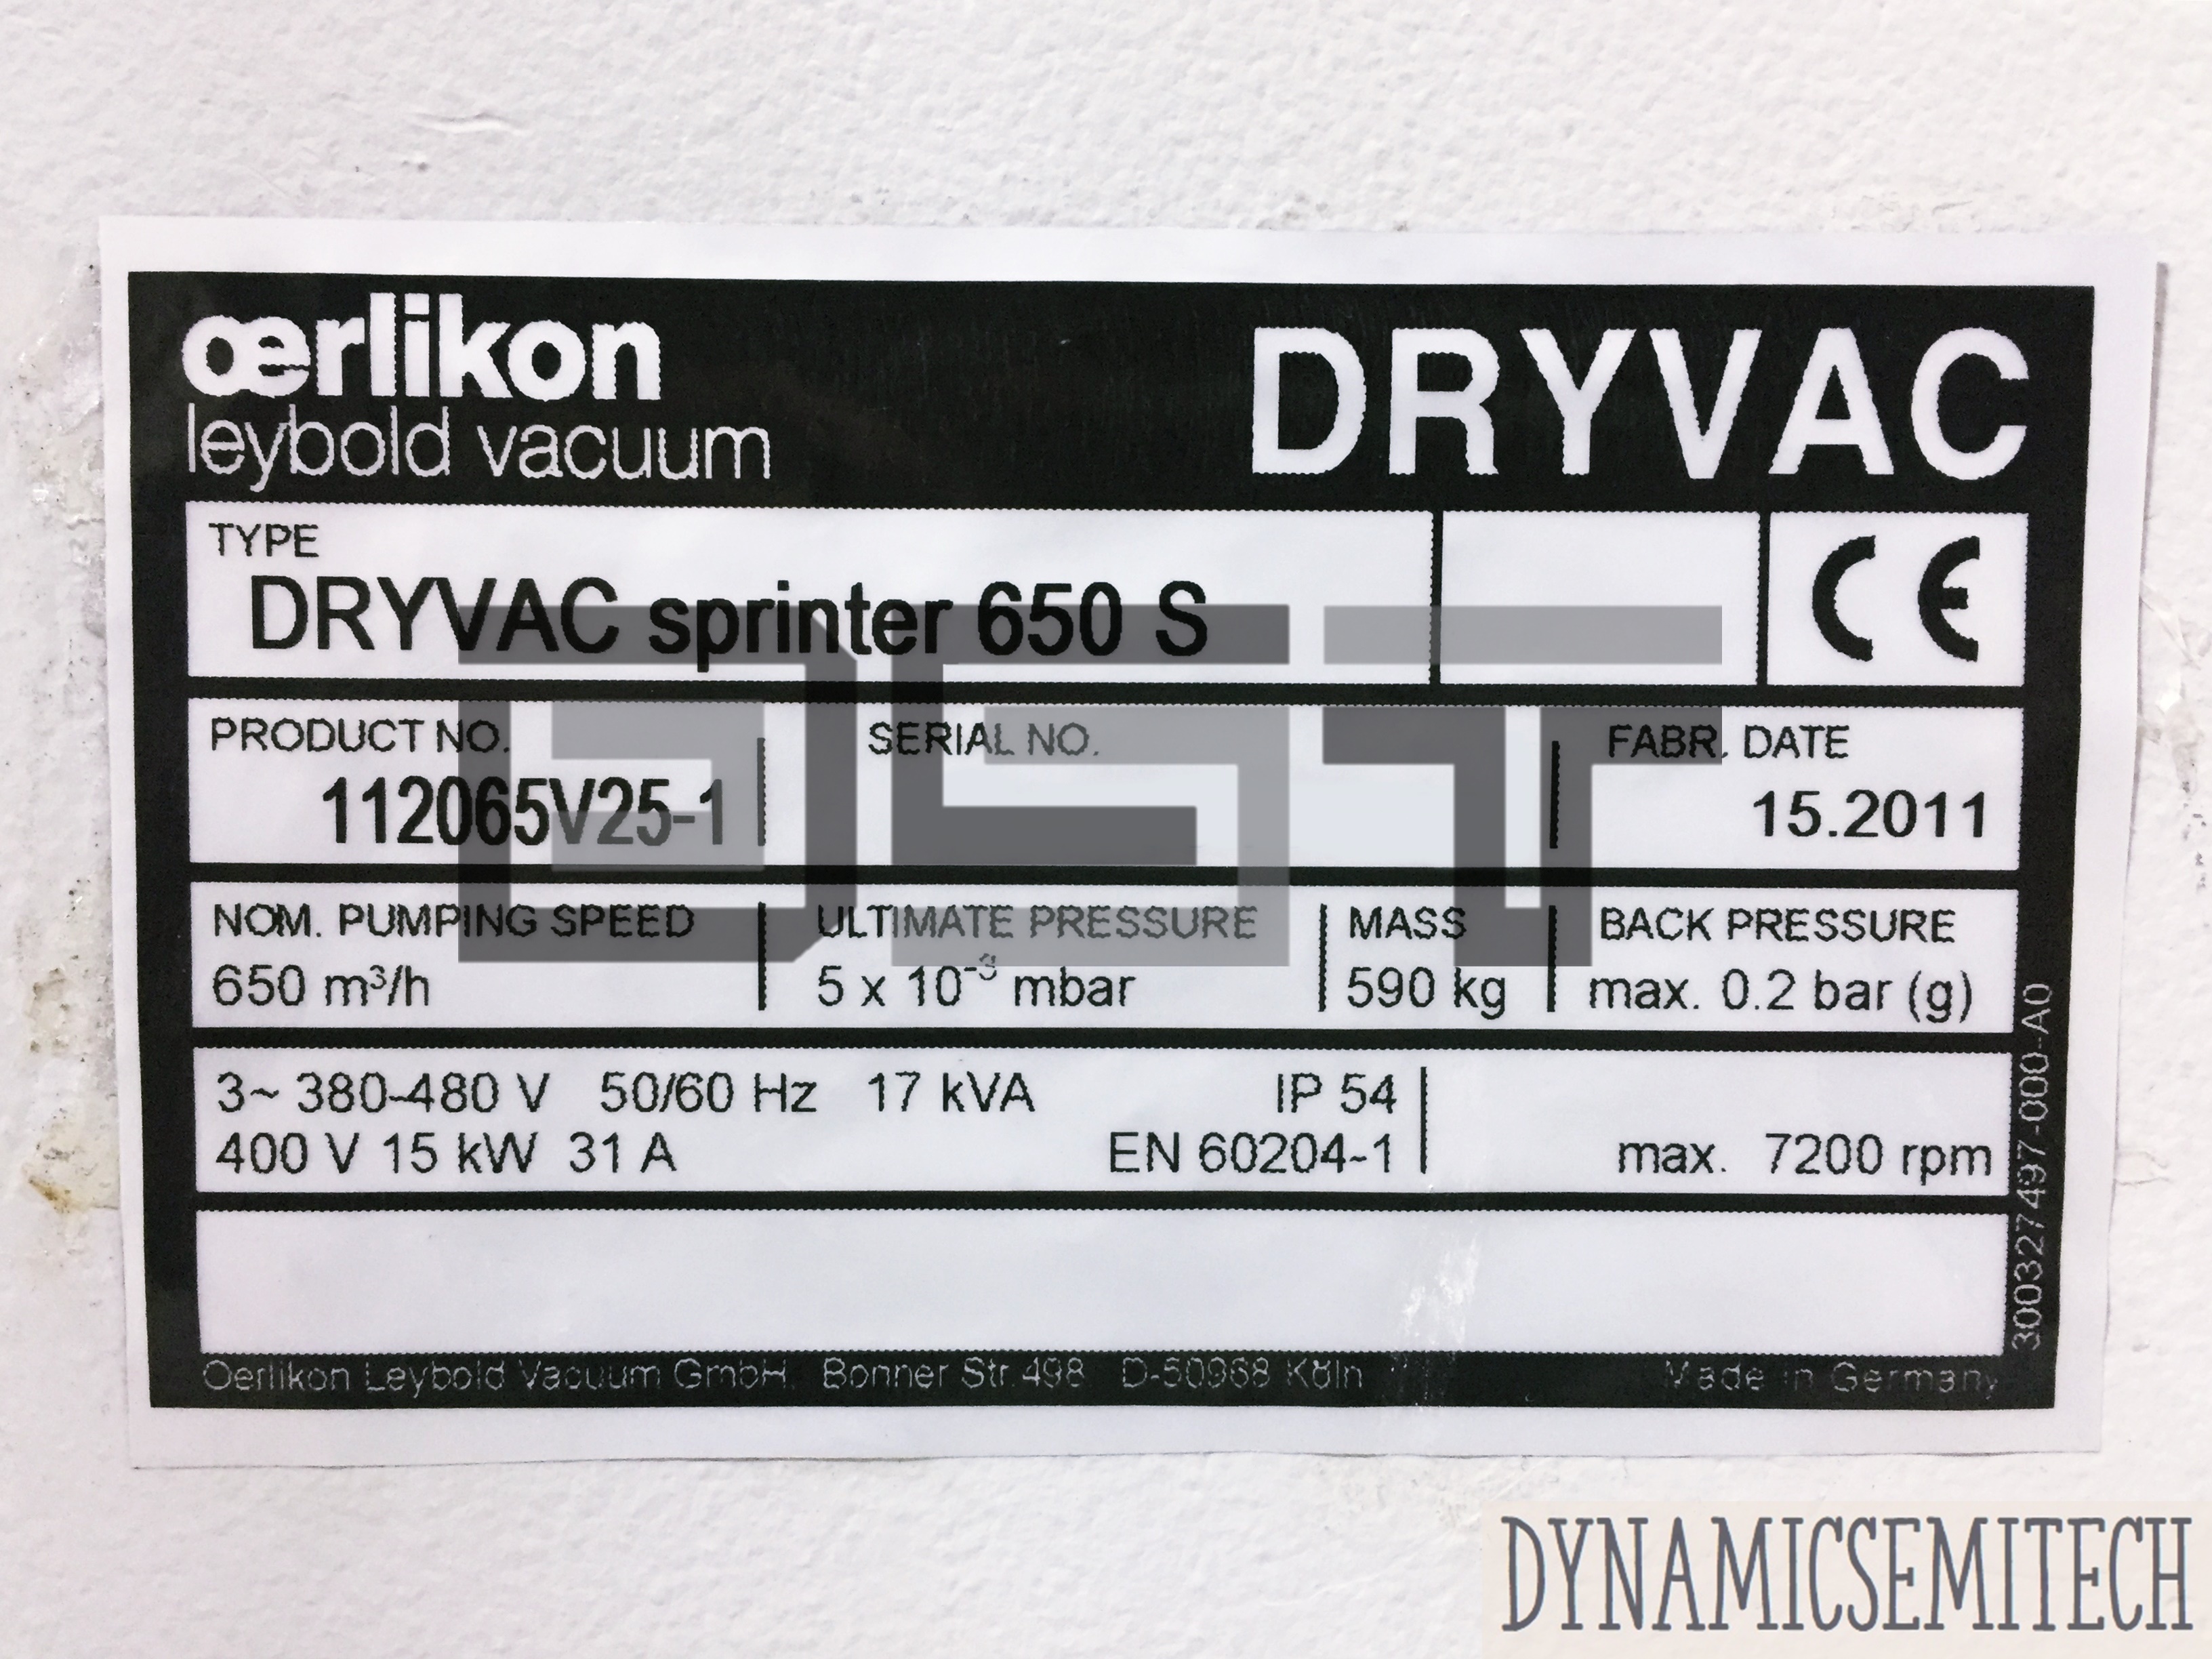 œrlikon
leybold vacuum
DRYVAC
TYPE
DRYVAC sprinter 650 S
CE
PRODUCT NO.
112065V25-1
SERIAL NO.
FABR. DATE
15.2011
NOM. PUMPING SPEED
650 m³/h
ULTIMATE PRESSURE
5 x 10⁻³ mbar
MASS
590 kg
BACK PRESSURE
max. 0.2 bar (g)
3~ 380-480 V 50/60 Hz 17 kVA
IP 54
400 V 15 kW 31 A
EN 60204-1
max. 7200 rpm
300327497-000-A0
Oerlikon Leybold Vacuum GmbH Bonner Str.498 D-50968 Köln
Made in Germany
DST
DYNAMICSEMITECH